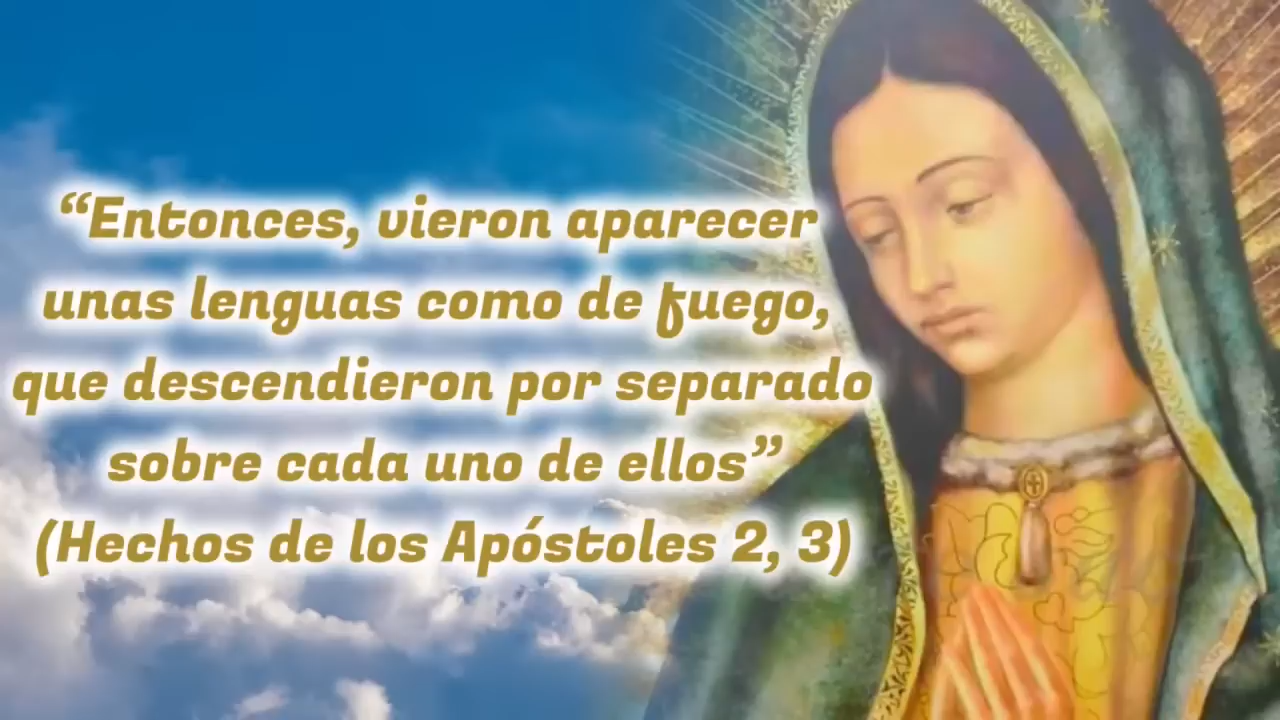 “Entonces, vieron aparecer
unas lenguas como de fuego,
que descendieron por separado
sobre cada uno de ellos”
(Hechos de los Apóstoles 2, 3)